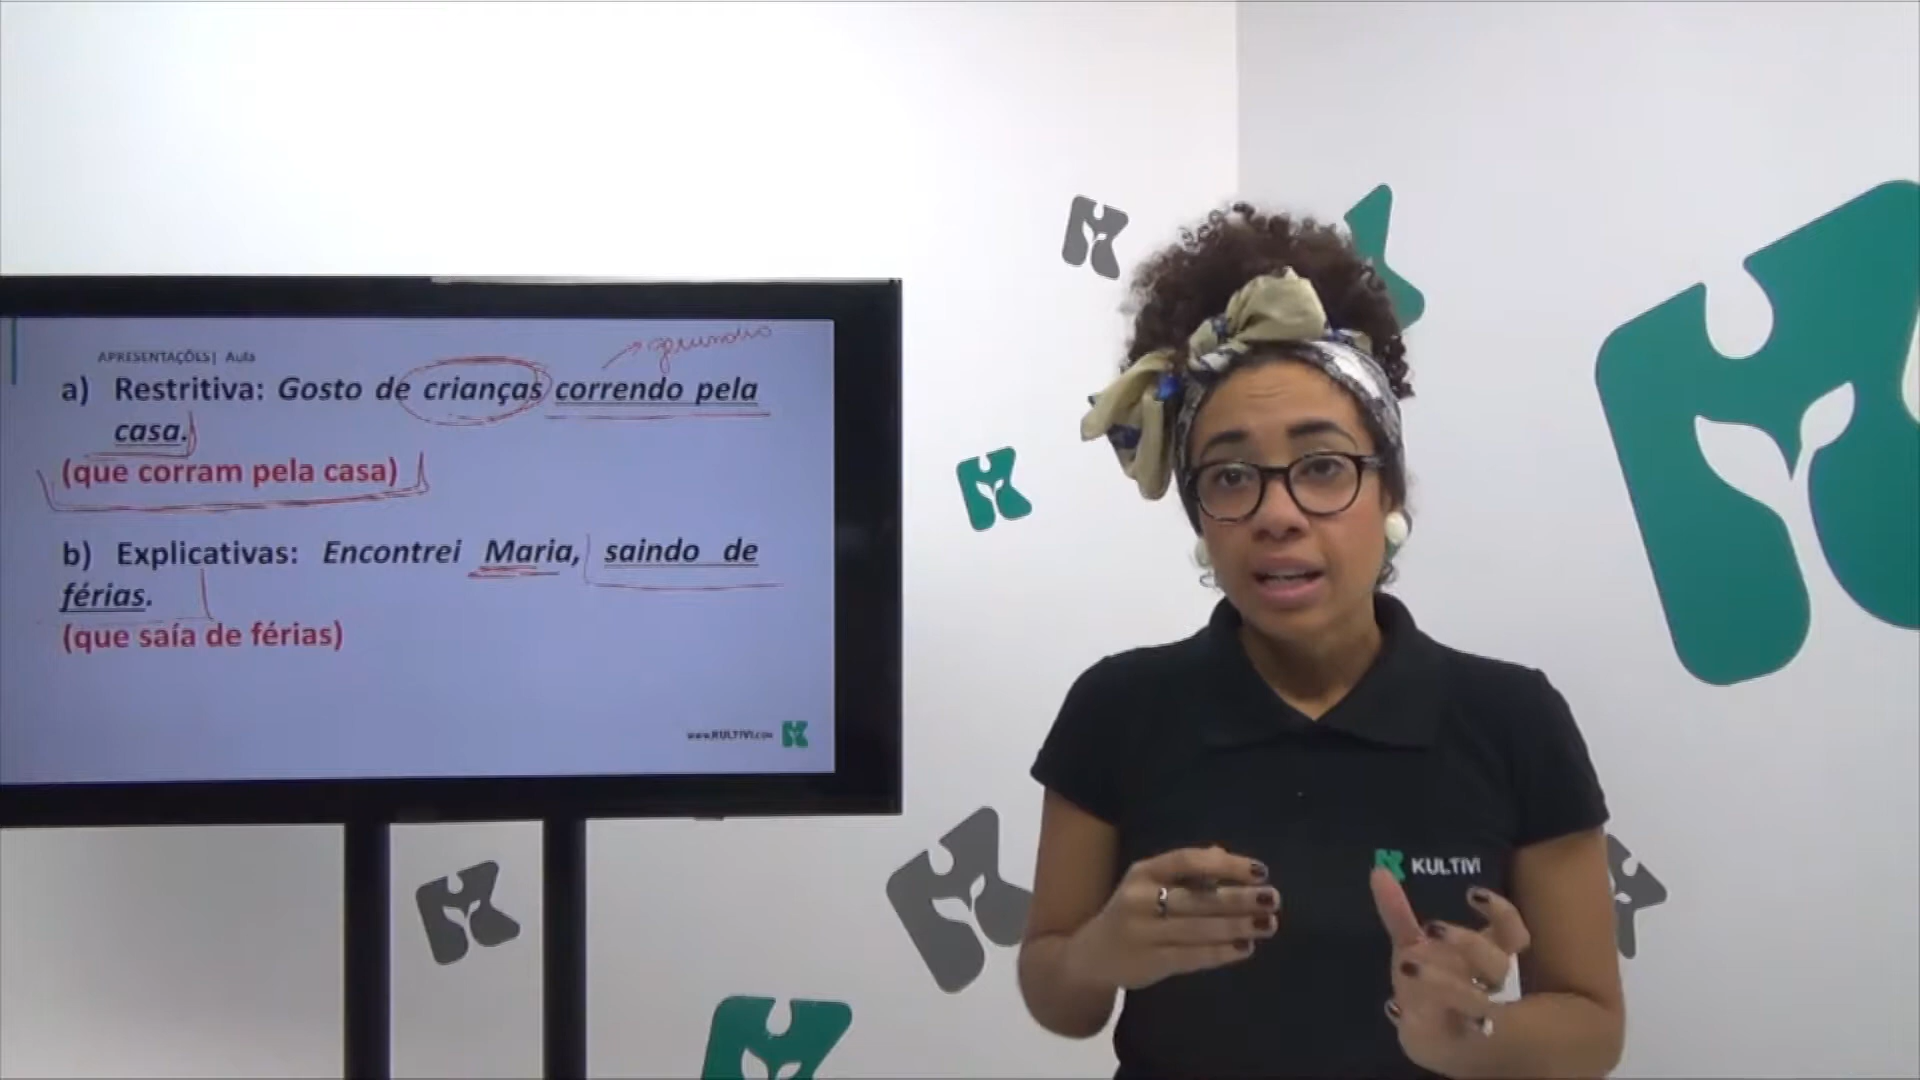 gerundio
APRESENTAÇÕES| Aula
a) Restritiva: Gosto de crianças correndo pela
casa.
(que corram pela casa)
b) Explicativas: Encontrei Maria, saindo de
férias.
(que saía de férias)
www.KULTIVI.com
KULTIVI